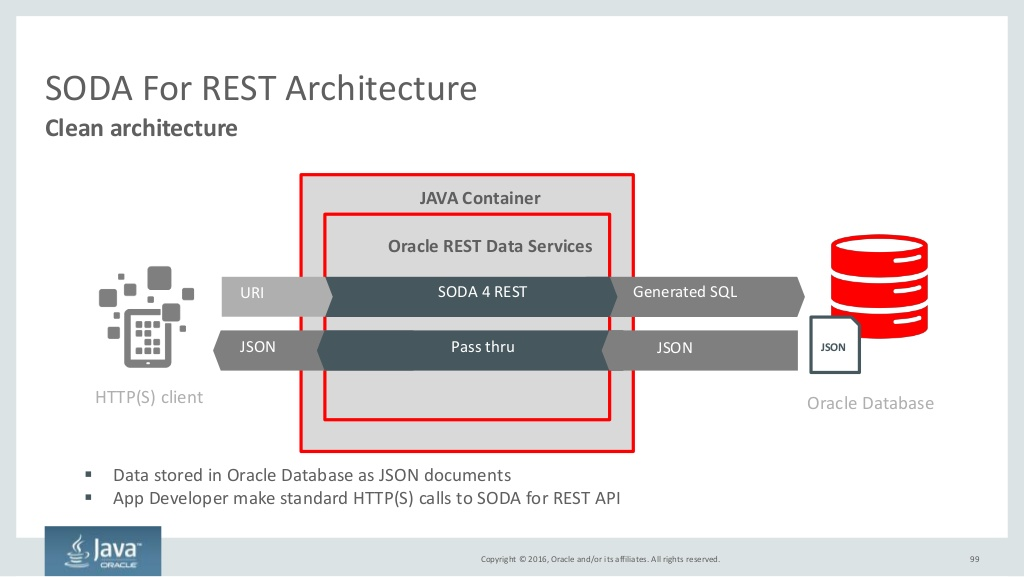 SODA For REST Architecture
Clean architecture
JAVA Container
Oracle REST Data Services
URI
SODA 4 REST
Generated SQL
JSON
Pass thru
JSON
JSON
HTTP(S) client
Oracle Database
▪ Data stored in Oracle Database as JSON documents
▪ App Developer make standard HTTP(S) calls to SODA for REST API
Java™
ORACLE
Copyright © 2016, Oracle and/or its affiliates. All rights reserved.
99